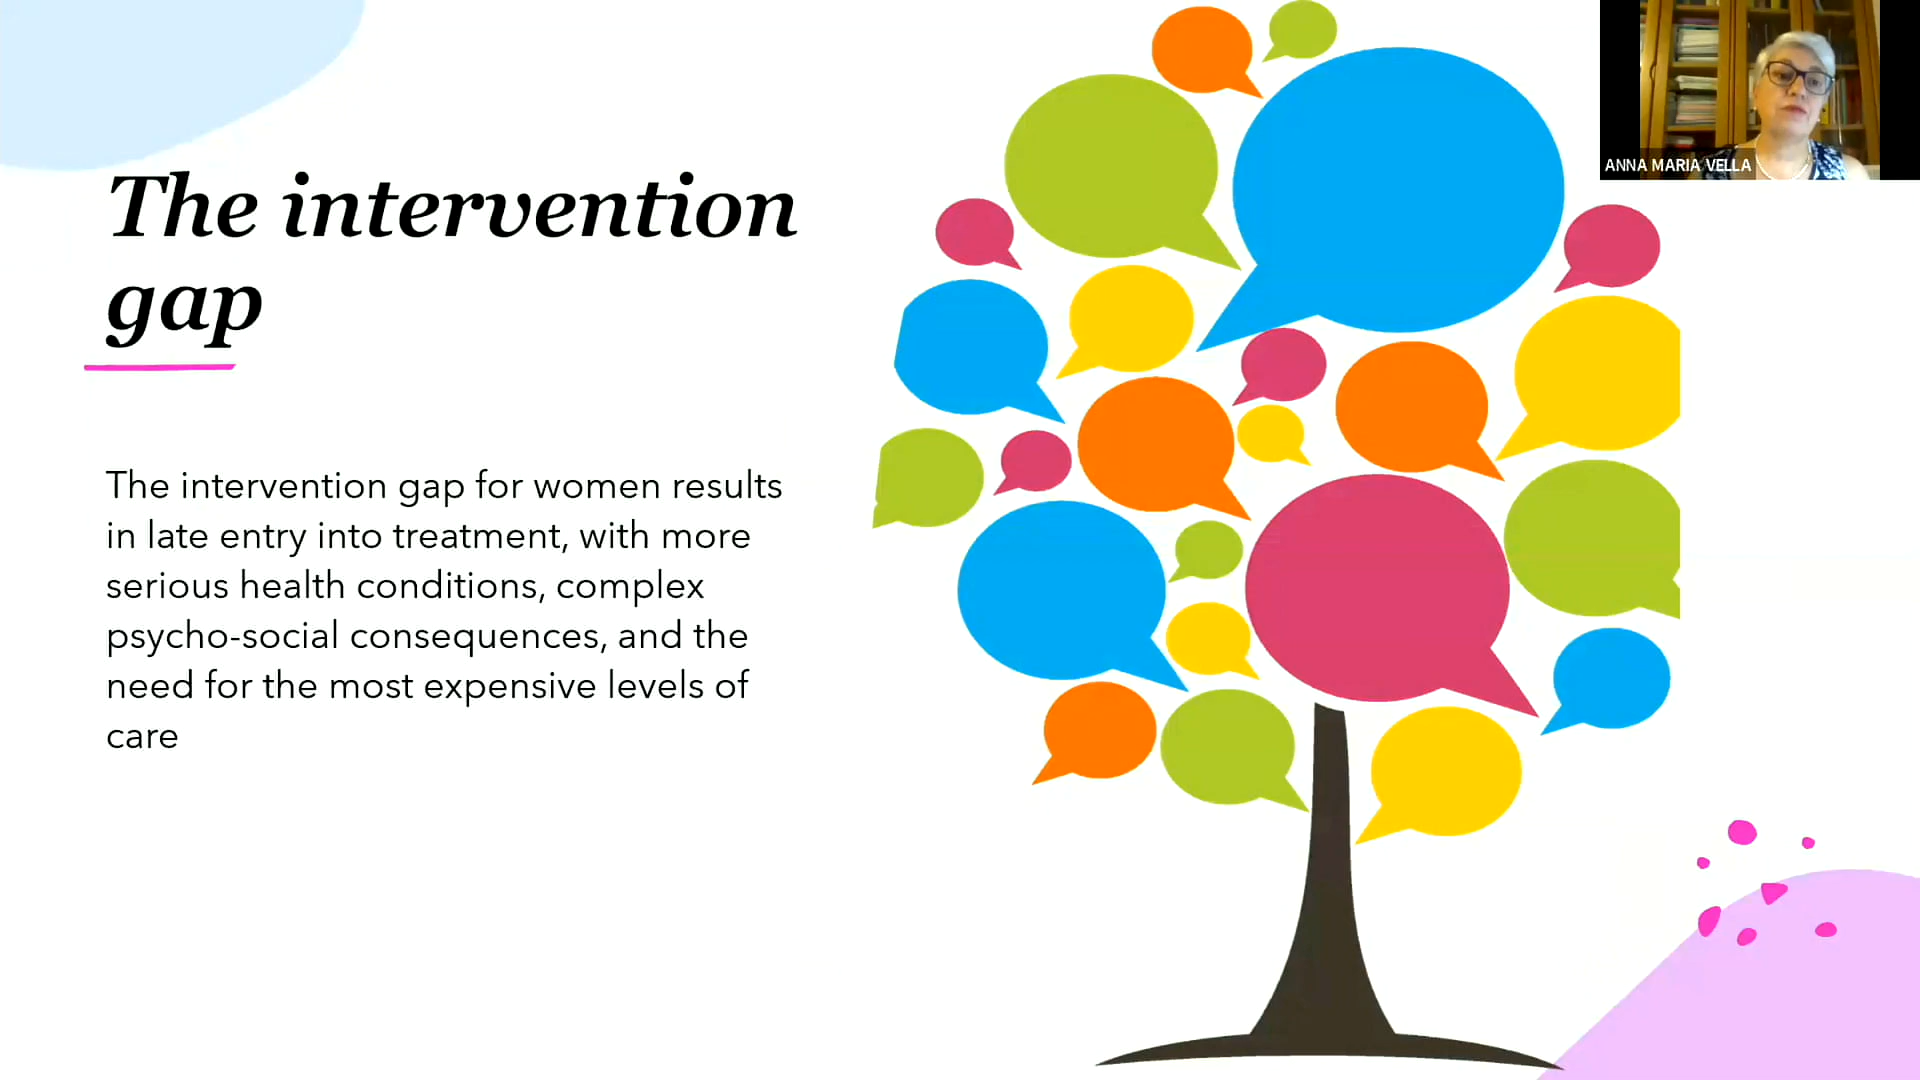 The intervention
gap
The intervention gap for women results
in late entry into treatment, with more
serious health conditions, complex
psycho-social consequences, and the
need for the most expensive levels of
care
ANNA MARIA VELLA